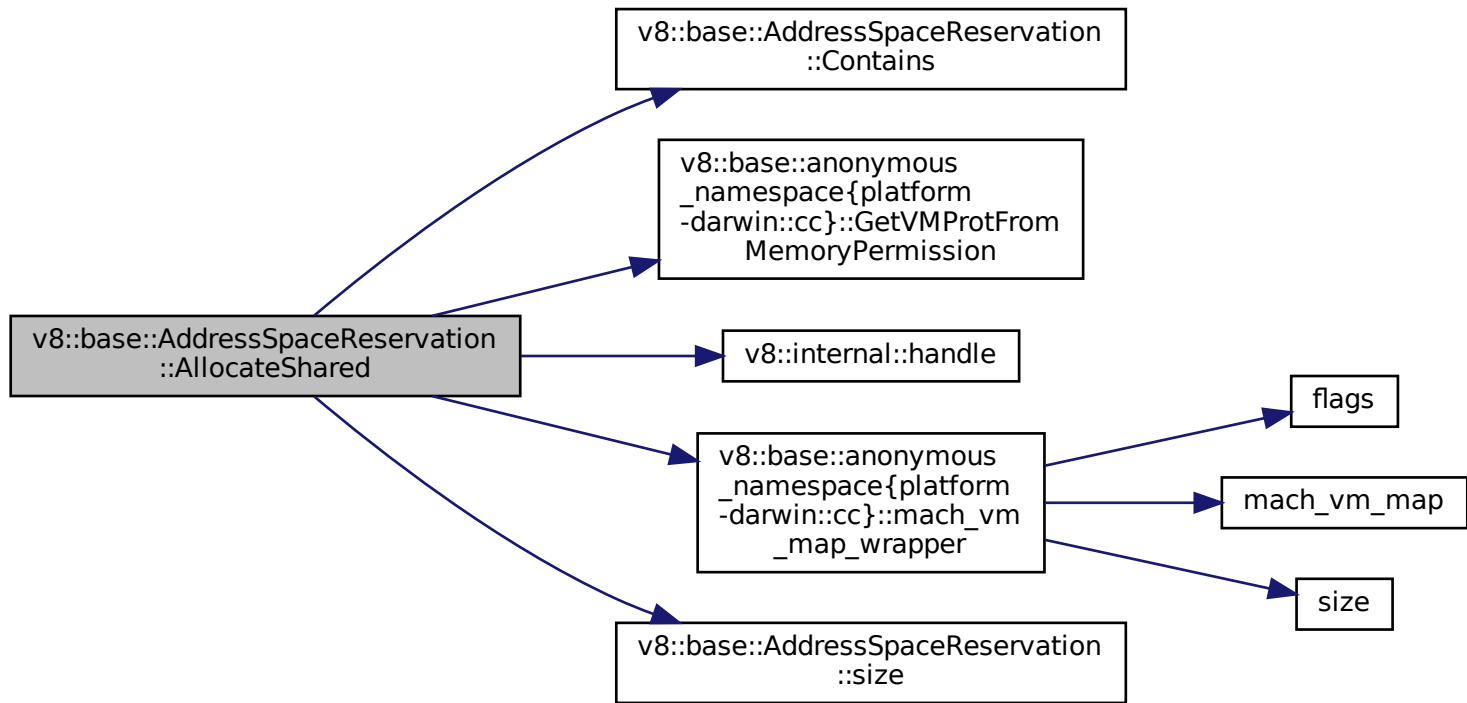 v8::base::AddressSpaceReservation
::AllocateShared
v8::base::AddressSpaceReservation
::Contains
v8::base::anonymous
_namespace{platform
-darwin::cc}::GetVMProtFrom
MemoryPermission
v8::internal::handle
v8::base::anonymous
_namespace{platform
-darwin::cc}::mach_vm
_map_wrapper
v8::base::AddressSpaceReservation
::size
flags
mach_vm_map
size